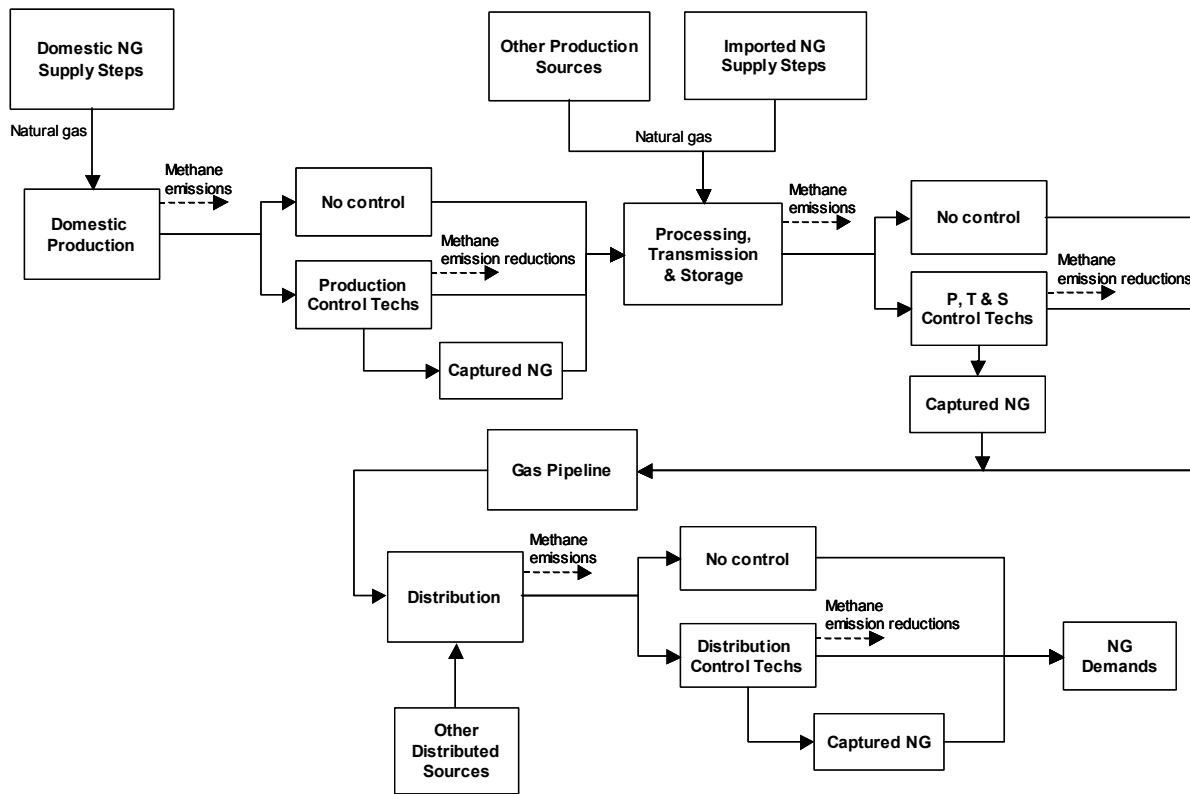 Domestic NG
Supply Steps
Other Production
Sources
Imported NG
Supply Steps
Natural gas
Natural gas
Methane
emissions
Domestic
Production
No control
Methane
emission reductions
Production
Control Techs
Captured NG
Processing,
Transmission
& Storage
Methane
emissions
No control
Methane
emission reductions
P, T & S
Control Techs
Captured NG
Gas Pipeline
Methane
emissions
Distribution
No control
Methane
emission reductions
Distribution
Control Techs
NG
Demands
Other
Distributed
Sources
Captured NG